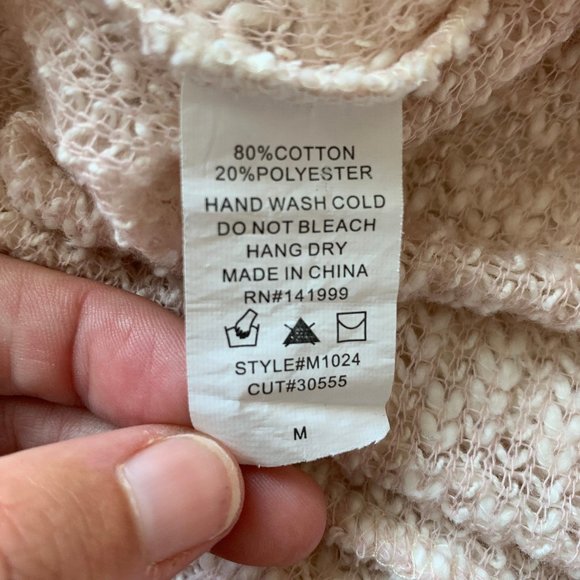 80%COTTON
20%POLYESTER
HAND WASH COLD
DO NOT BLEACH
HANG DRY
MADE IN CHINA
RN#141999
STYLE#M1024
CUT#30555
M